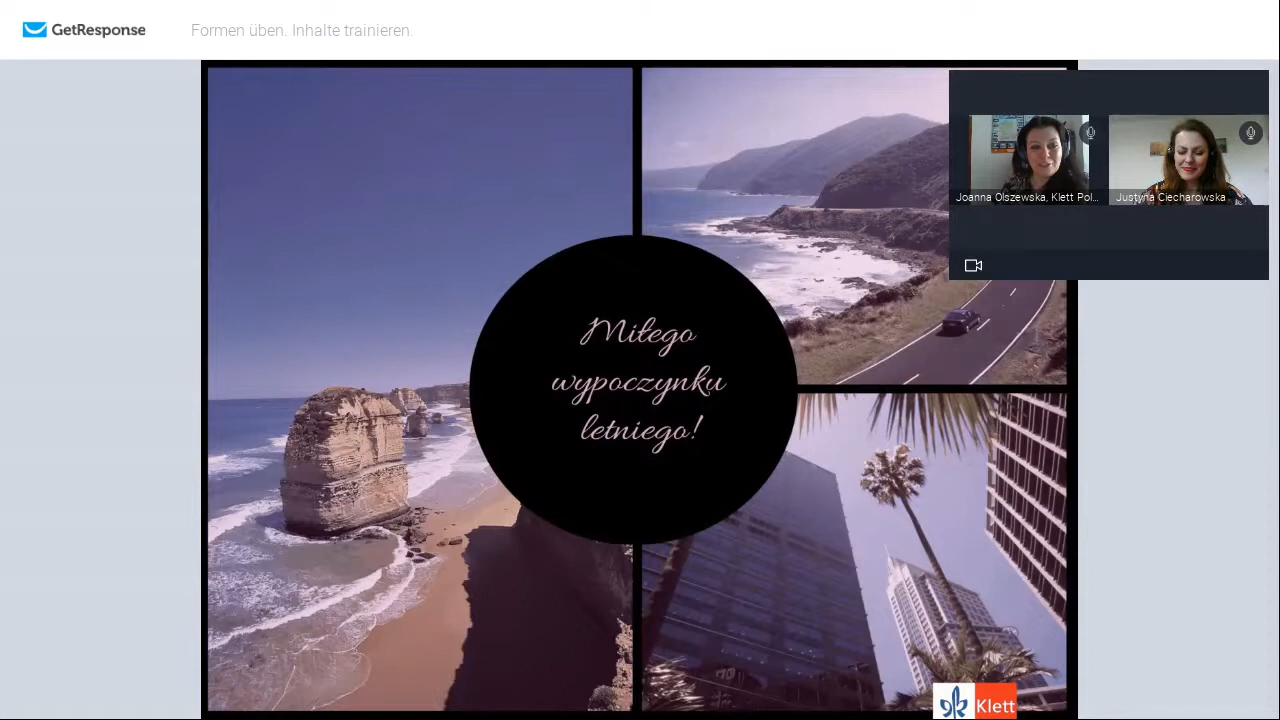 GetResponse
Formen üben. Inhalte trainieren.
Joanna Olszewska, Klett Pol...
Justyna Ciecharowska
Miłego
wypoczynku
letniego!
Klett